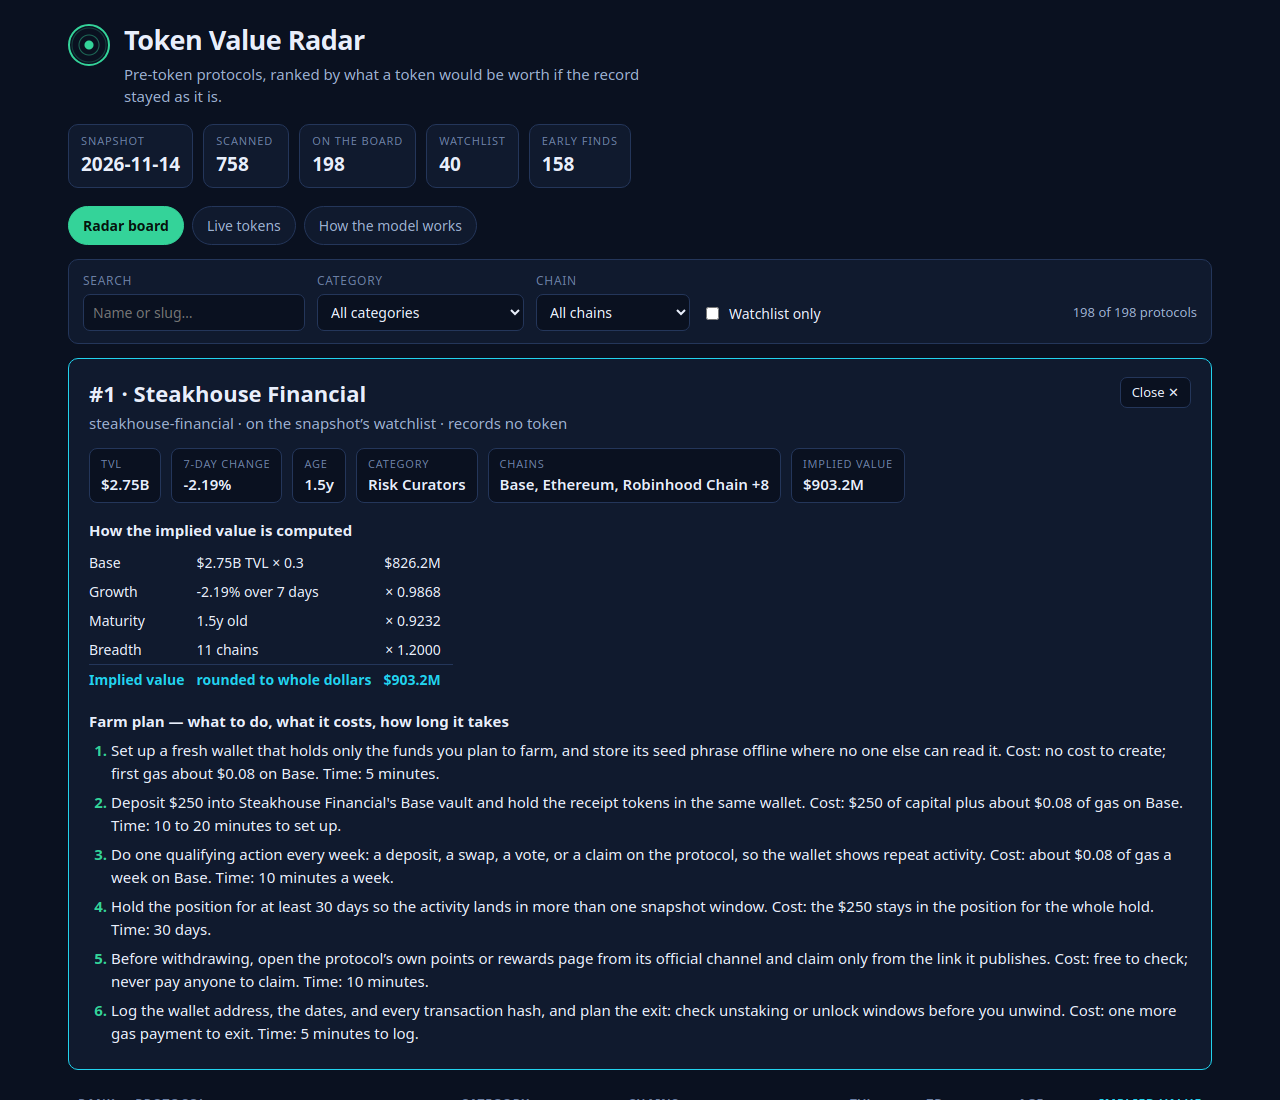 Token Value Radar
Pre-token protocols, ranked by what a token would be worth if the record
stayed as it is.
SNAPSHOT
2026-11-14
SCANNED
758
ON THE BOARD
198
WATCHLIST
40
EARLY FINDS
158
Radar board
Live tokens
How the model works
SEARCH
Name or slug...
CATEGORY
All categories
CHAIN
All chains
Watchlist only
198 of 198 protocols
#1 · Steakhouse Financial
Close ✕
steakhouse-financial · on the snapshot’s watchlist · records no token
TVL
$2.75B
7-DAY CHANGE
-2.19%
AGE
1.5y
CATEGORY
Risk Curators
CHAINS
Base, Ethereum, Robinhood Chain +8
IMPLIED VALUE
$903.2M
How the implied value is computed
Base $2.75B TVL × 0.3 $826.2M
Growth -2.19% over 7 days × 0.9868
Maturity 1.5y old × 0.9232
Breadth 11 chains × 1.2000
Implied value rounded to whole dollars $903.2M
Farm plan — what to do, what it costs, how long it takes
1. Set up a fresh wallet that holds only the funds you plan to farm, and store its seed phrase offline where no one else can read it. Cost: no cost to create;
first gas about $0.08 on Base. Time: 5 minutes.
2. Deposit $250 into Steakhouse Financial's Base vault and hold the receipt tokens in the same wallet. Cost: $250 of capital plus about $0.08 of gas on Base.
Time: 10 to 20 minutes to set up.
3. Do one qualifying action every week: a deposit, a swap, a vote, or a claim on the protocol, so the wallet shows repeat activity. Cost: about $0.08 of gas a
week on Base. Time: 10 minutes a week.
4. Hold the position for at least 30 days so the activity lands in more than one snapshot window. Cost: the $250 stays in the position for the whole hold.
Time: 30 days.
5. Before withdrawing, open the protocol’s own points or rewards page from its official channel and claim only from the link it publishes. Cost: free to check;
never pay anyone to claim. Time: 10 minutes.
6. Log the wallet address, the dates, and every transaction hash, and plan the exit: check unstaking or unlock windows before you unwind. Cost: one more
gas payment to exit. Time: 5 minutes to log.